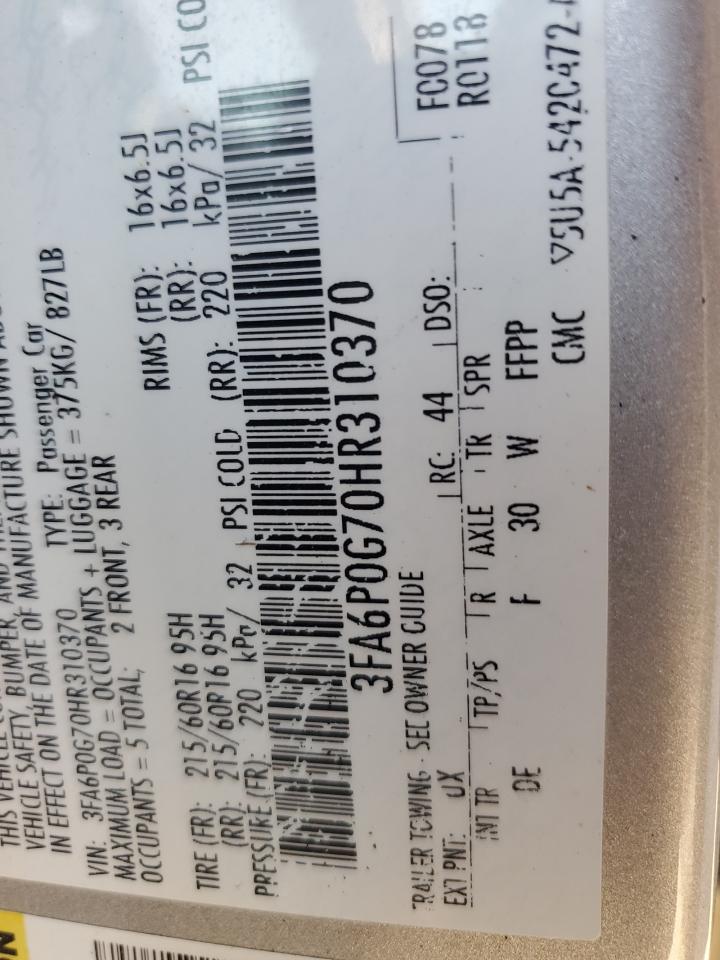 THIS VEHICLE
VEHICLE SAFETY, BUMPER, AND SHOWN
IN EFFECT ON THE DATE OF MANUFACTURE
VIN: 3FA6P0G70HR310370 TYPE: Passenger Car
MAXIMUM LOAD = OCCUPANTS + LUGGAGE = 375KG/ 827LB
OCCUPANTS = 5 TOTAL; 2 FRONT, 3 REAR
TIRE (FR): 215/60R16 95H RIMS (FR): 16x6.5J
(RR): 215/60R16 95H (RR): 16x6.5J
PRESSURE (FR): 220 kPa/ 32 PSI COLD (RR): 220 kPa/ 32 PSI CO
3FA6P0G70HR310370
TRAILER TOWING - SEE OWNER GUIDE
FC078
RC118
EXT PNT: UX RC: 44 DSO:
INT TR TP/PS R AXLE TR SPR
DE F 30 W FFPP
CMC V5U5A-542C472-